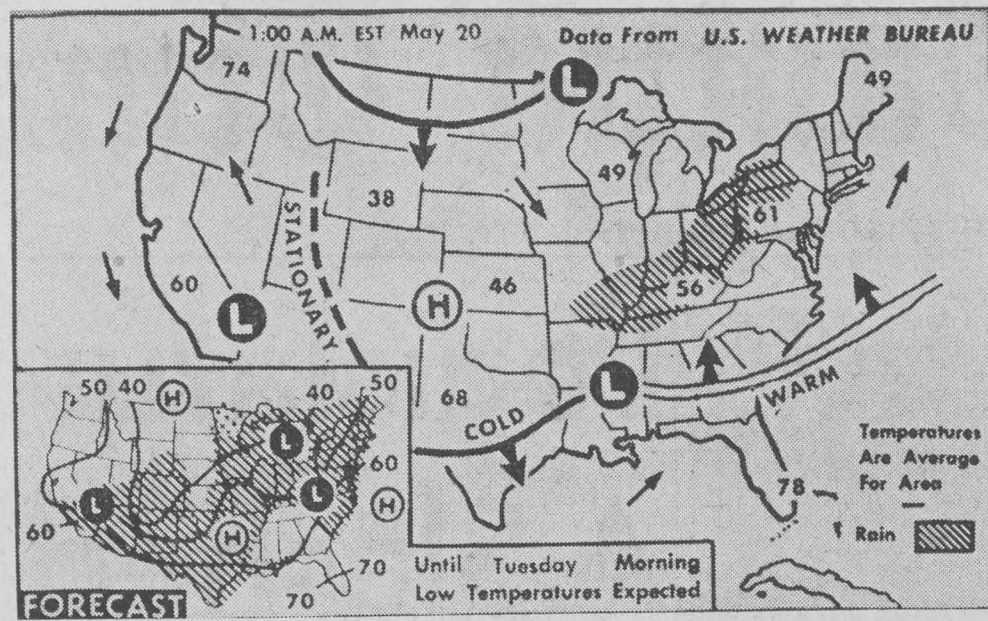 1:00 A.M. EST May 20
Data From U.S. WEATHER BUREAU
74
L
49
49
38
STATIONARY
61
60
L
H
46
56
L
68
COLD
WARM
78
Temperatures
Are Average
For Area
Rain
50 40 H 40 50
L
60
L
L
H
H
60
70
70
FORECAST
Until Tuesday Morning
Low Temperatures Expected